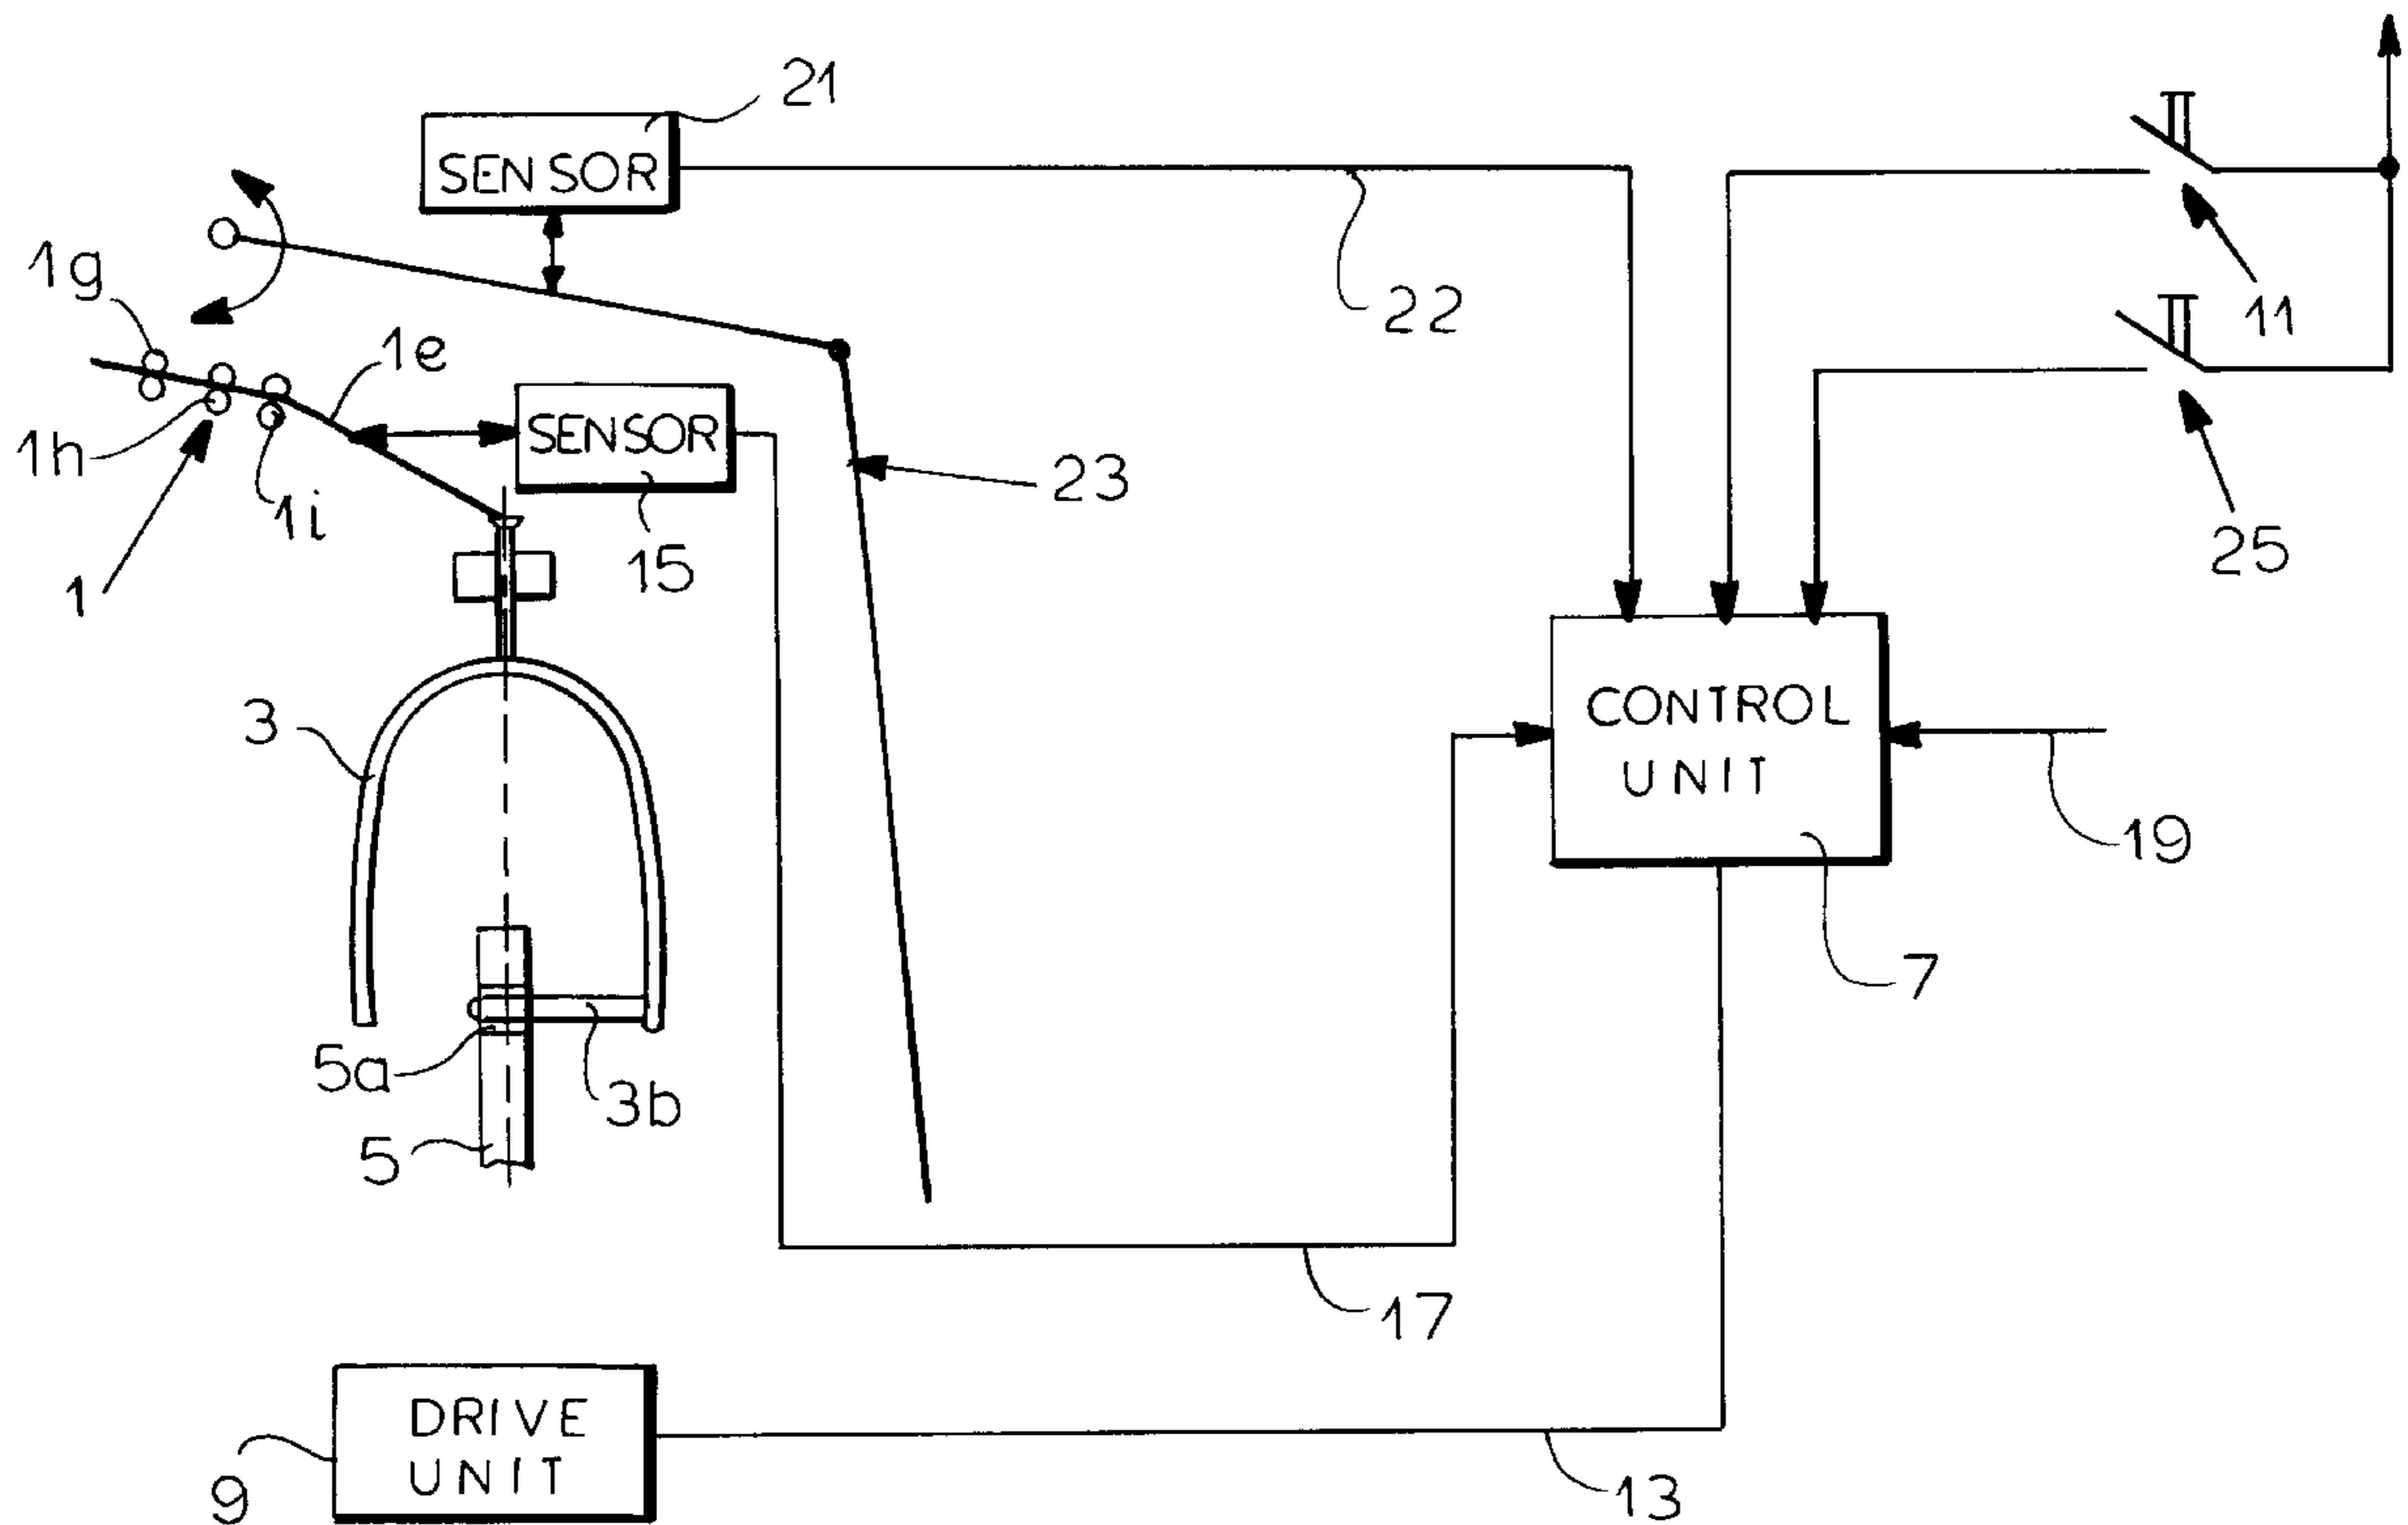 21
SENSOR
1g
22
11
1e
SENSOR
1h
23
1i
15
25
1
CONTROL
UNIT
3
19
7
5a
3b
5
17
DRIVE
UNIT
9
13